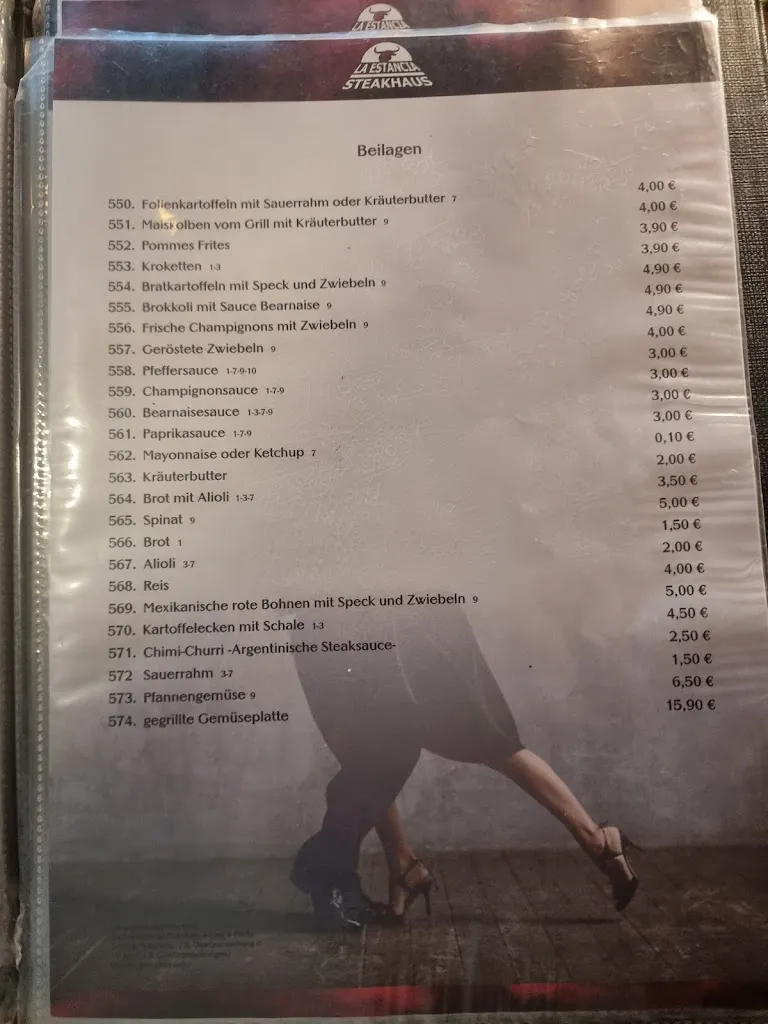 LA ESTANCIA
LA ESTANCIA
STEAKHAUS
Beilagen
550. Folienkartoffeln mit Sauerrahm oder Kräuterbutter 7 4,00 €
551. Maiskolben vom Grill mit Kräuterbutter 9 4,00 €
552. Pommes Frites 3,90 €
553. Kroketten 1-3 3,90 €
554. Bratkartoffeln mit Speck und Zwiebeln 9 4,90 €
555. Brokkoli mit Sauce Bearnaise 9 4,90 €
556. Frische Champignons mit Zwiebeln 9 4,90 €
557. Geröstete Zwiebeln 9 4,00 €
558. Pfeffersauce 1-7-9-10 3,00 €
559. Champignonsauce 1-7-9 3,00 €
560. Bearnaisesauce 1-3-7-9 3,00 €
561. Paprikasauce 1-7-9 3,00 €
562. Mayonnaise oder Ketchup 7 0,10 €
563. Kräuterbutter 2,00 €
564. Brot mit Alioli 1-3-7 3,50 €
565. Spinat 9 5,00 €
566. Brot 1 1,50 €
567. Alioli 3-7 2,00 €
568. Reis 4,00 €
569. Mexikanische rote Bohnen mit Speck und Zwiebeln 9 5,00 €
570. Kartoffelecken mit Schale 1-3 4,50 €
571. Chimi-Churri -Argentinische Steaksauce- 2,50 €
572 Sauerrahm 3-7 1,50 €
573. Pfannengemüse 9 6,50 €
574. gegrillte Gemüseplatte 15,90 €